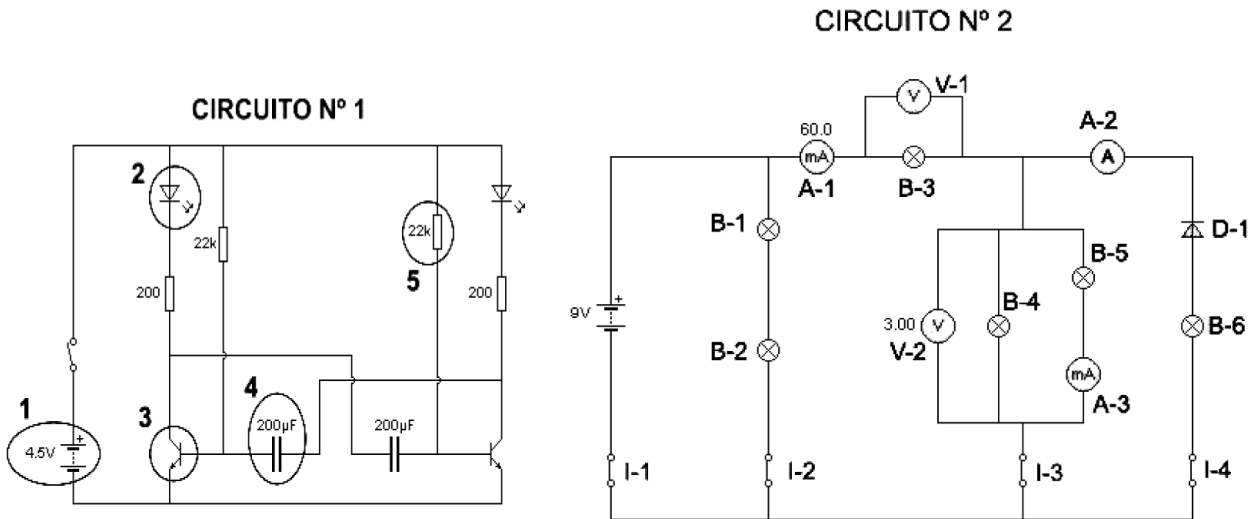 CIRCUITO Nº 1
2
22k
22k
5
200
200
4
200µF
200µF
3
1
4.5V
+
CIRCUITO Nº 2
V-1
V
60.0
mA
A-1
B-3
A-2
A
B-1
D-1
B-5
+
9V
B-4
3.00
V
V-2
B-6
B-2
mA
A-3
I-1
I-2
I-3
I-4